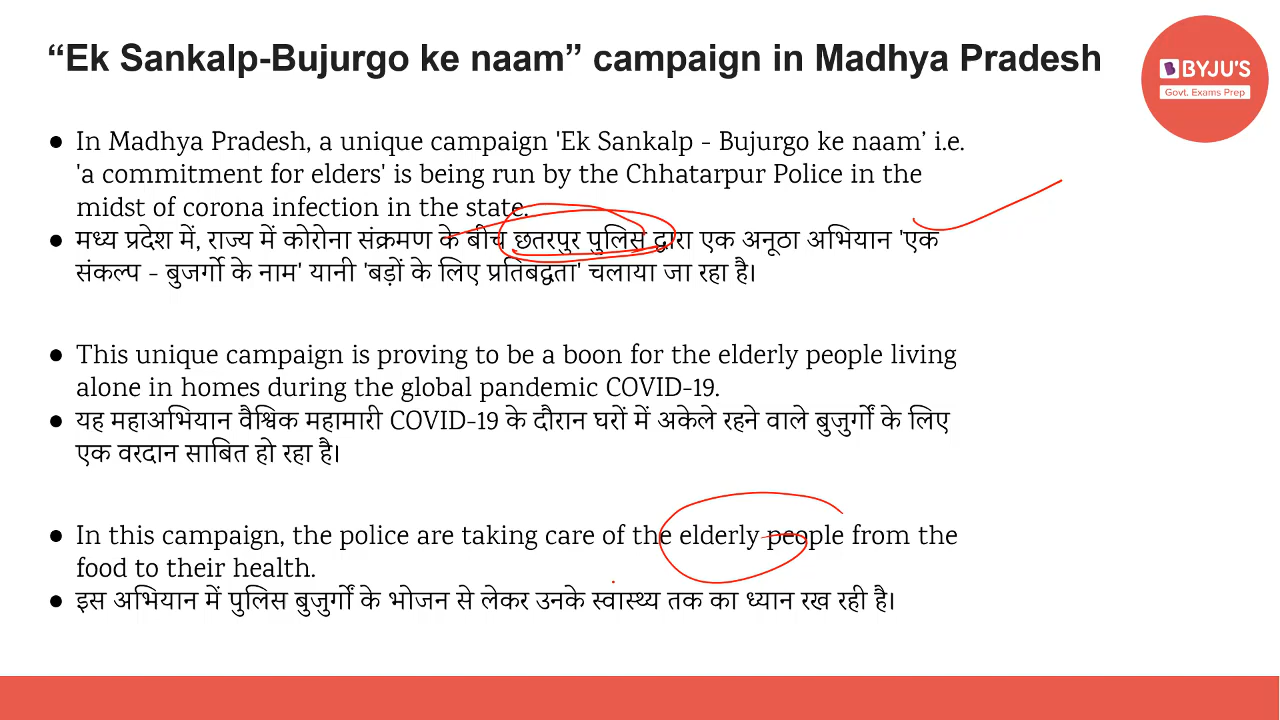 “Ek Sankalp-Bujurgo ke naam” campaign in Madhya Pradesh
BYJU'S
Govt. Exams Prep
● In Madhya Pradesh, a unique campaign 'Ek Sankalp - Bujurgo ke naam’ i.e.
'a commitment for elders' is being run by the Chhatarpur Police in the
midst of corona infection in the state.
● मध्य प्रदेश में, राज्य में कोरोना संक्रमण के बीच छतरपुर पुलिस द्वारा एक अनूठा अभियान 'एक
संकल्प - बुजर्गो के नाम' यानी 'बड़ों के लिए प्रतिबद्वता' चलाया जा रहा है।
● This unique campaign is proving to be a boon for the elderly people living
alone in homes during the global pandemic COVID-19.
● यह महाअभियान वैश्विक महामारी COVID-19 के दौरान घरों में अकेले रहने वाले बुजुर्गों के लिए
एक वरदान साबित हो रहा है।
● In this campaign, the police are taking care of the elderly people from the
food to their health.
● इस अभियान में पुलिस बुजुर्गों के भोजन से लेकर उनके स्वास्थ्य तक का ध्यान रख रही है।